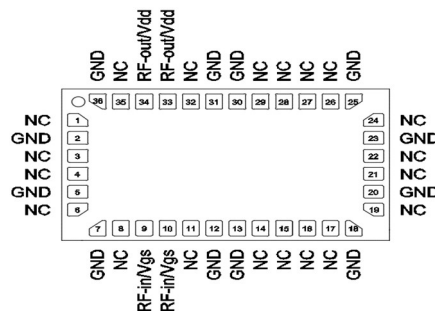 GND NC RF-out/Vdd RF-out/Vdd NC GND GND NC NC NC NC GND
36 35 34 33 32 31 30 29 28 27 26 25
NC 1 24 NC
GND 2 23 GND
NC 3 22 NC
NC 4 21 NC
GND 5 20 GND
NC 6 19 NC
7 8 9 10 11 12 13 14 15 16 17 18
GND NC RF-in/Vgs RF-in/Vgs NC GND GND NC NC NC NC GND